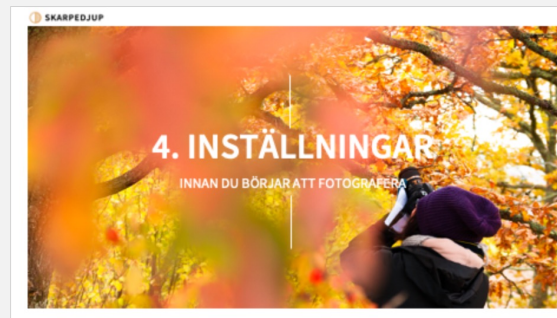 SKARPEDJUP
4. INSTÄLLNINGAR
INNAN DU BÖRJAR ATT FOTOGRAFERA